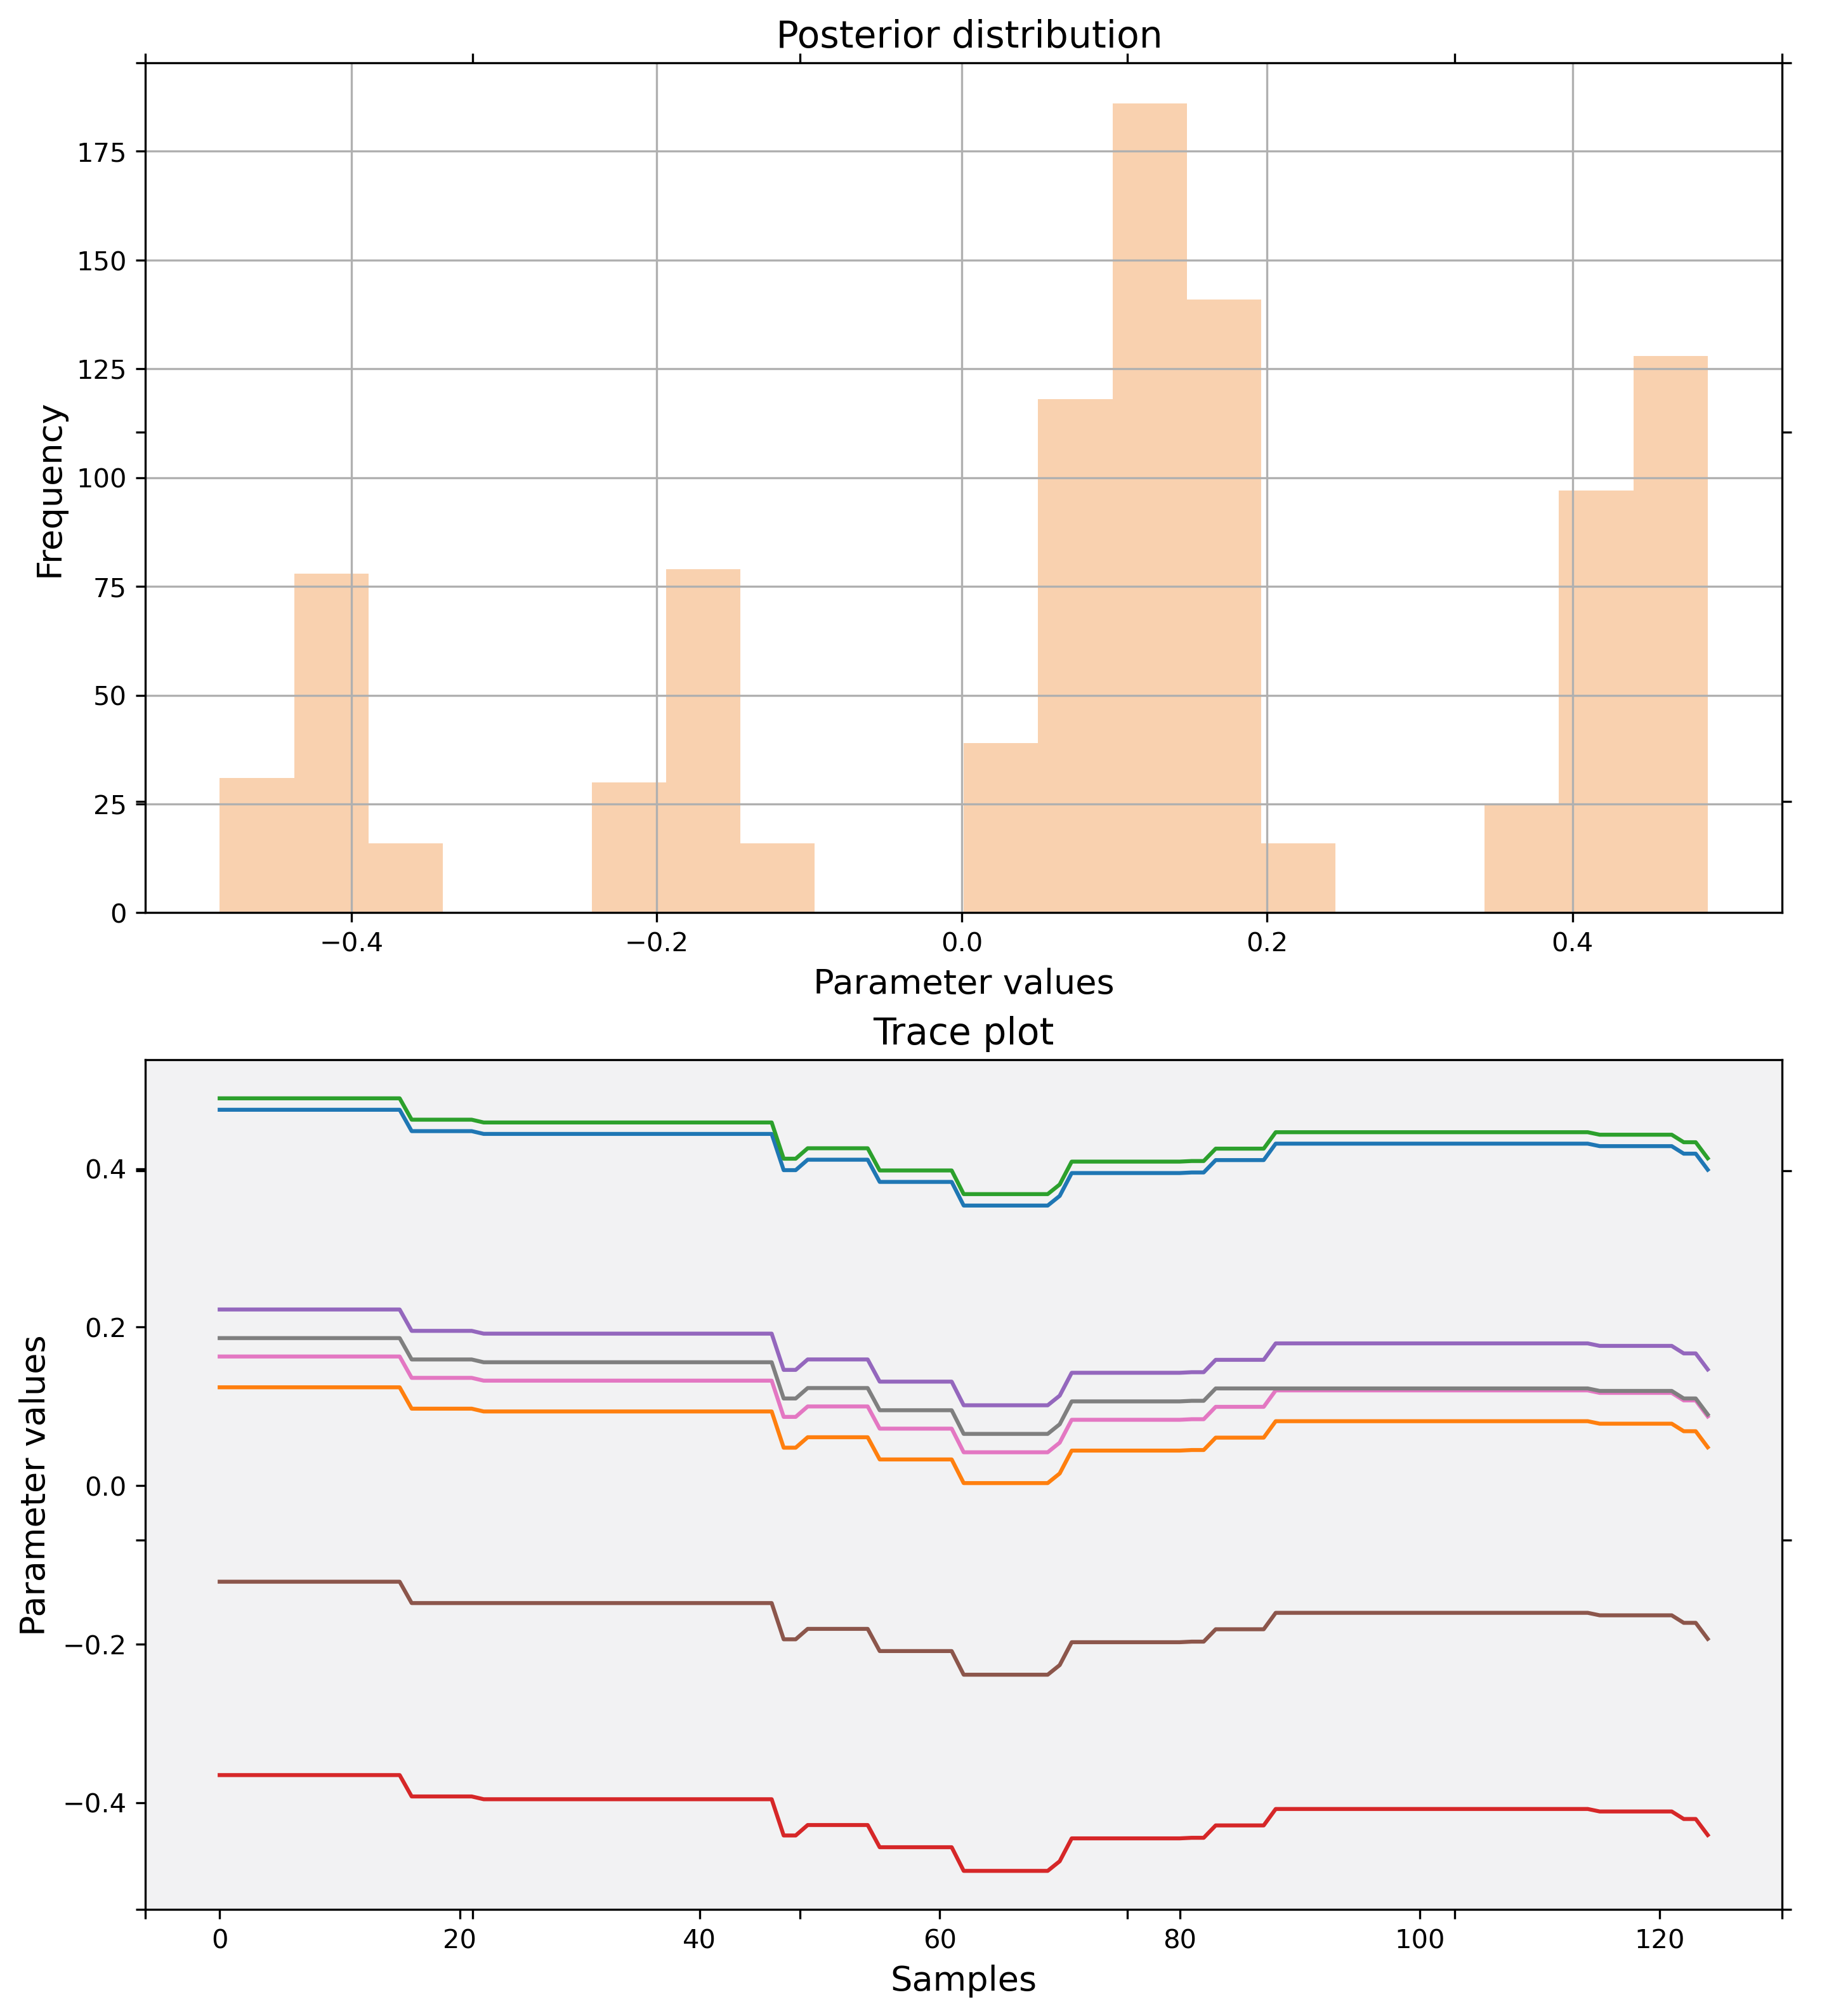 Posterior distribution
175
150
125
100
75
50
25
0
Frequency
−0.4 −0.2 0.0 0.2 0.4
Parameter values
Trace plot
0.4
0.2
0.0
−0.2
−0.4
Parameter values
0 20 40 60 80 100 120
Samples